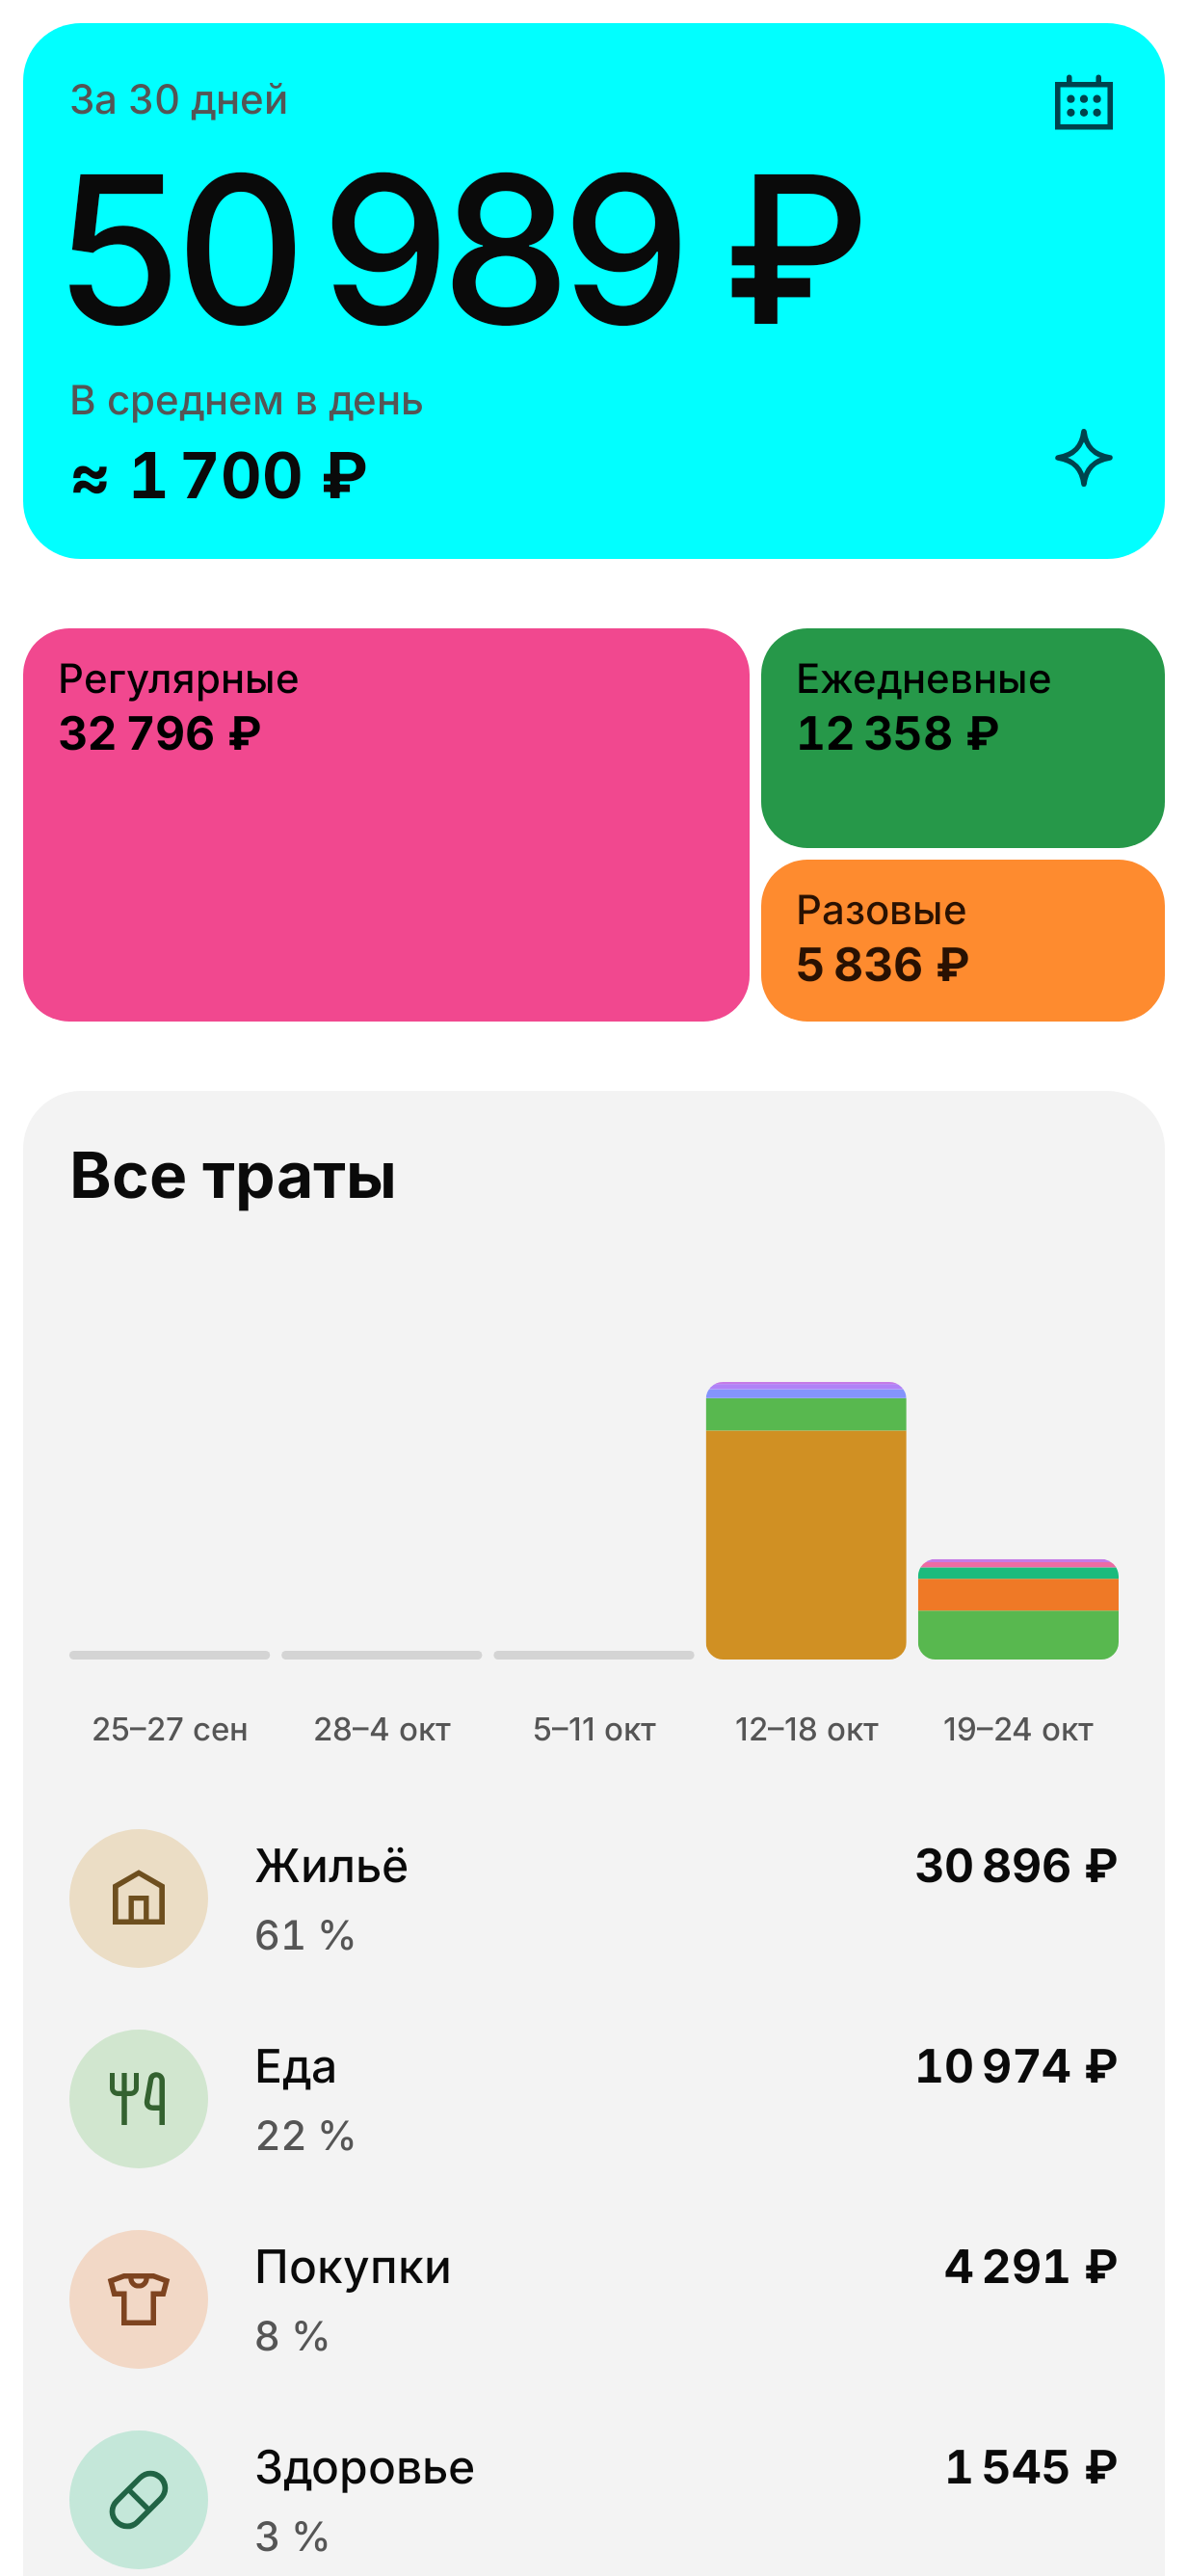 За 30 дней
50 989 ₽
В среднем в день
≈ 1 700 ₽
Регулярные
32 796 ₽
Ежедневные
12 358 ₽
Разовые
5 836 ₽
Все траты
25–27 сен
28–4 окт
5–11 окт
12–18 окт
19–24 окт
Жильё
30 896 ₽
61 %
Еда
10 974 ₽
22 %
Покупки
4 291 ₽
8 %
Здоровье
1 545 ₽
3 %